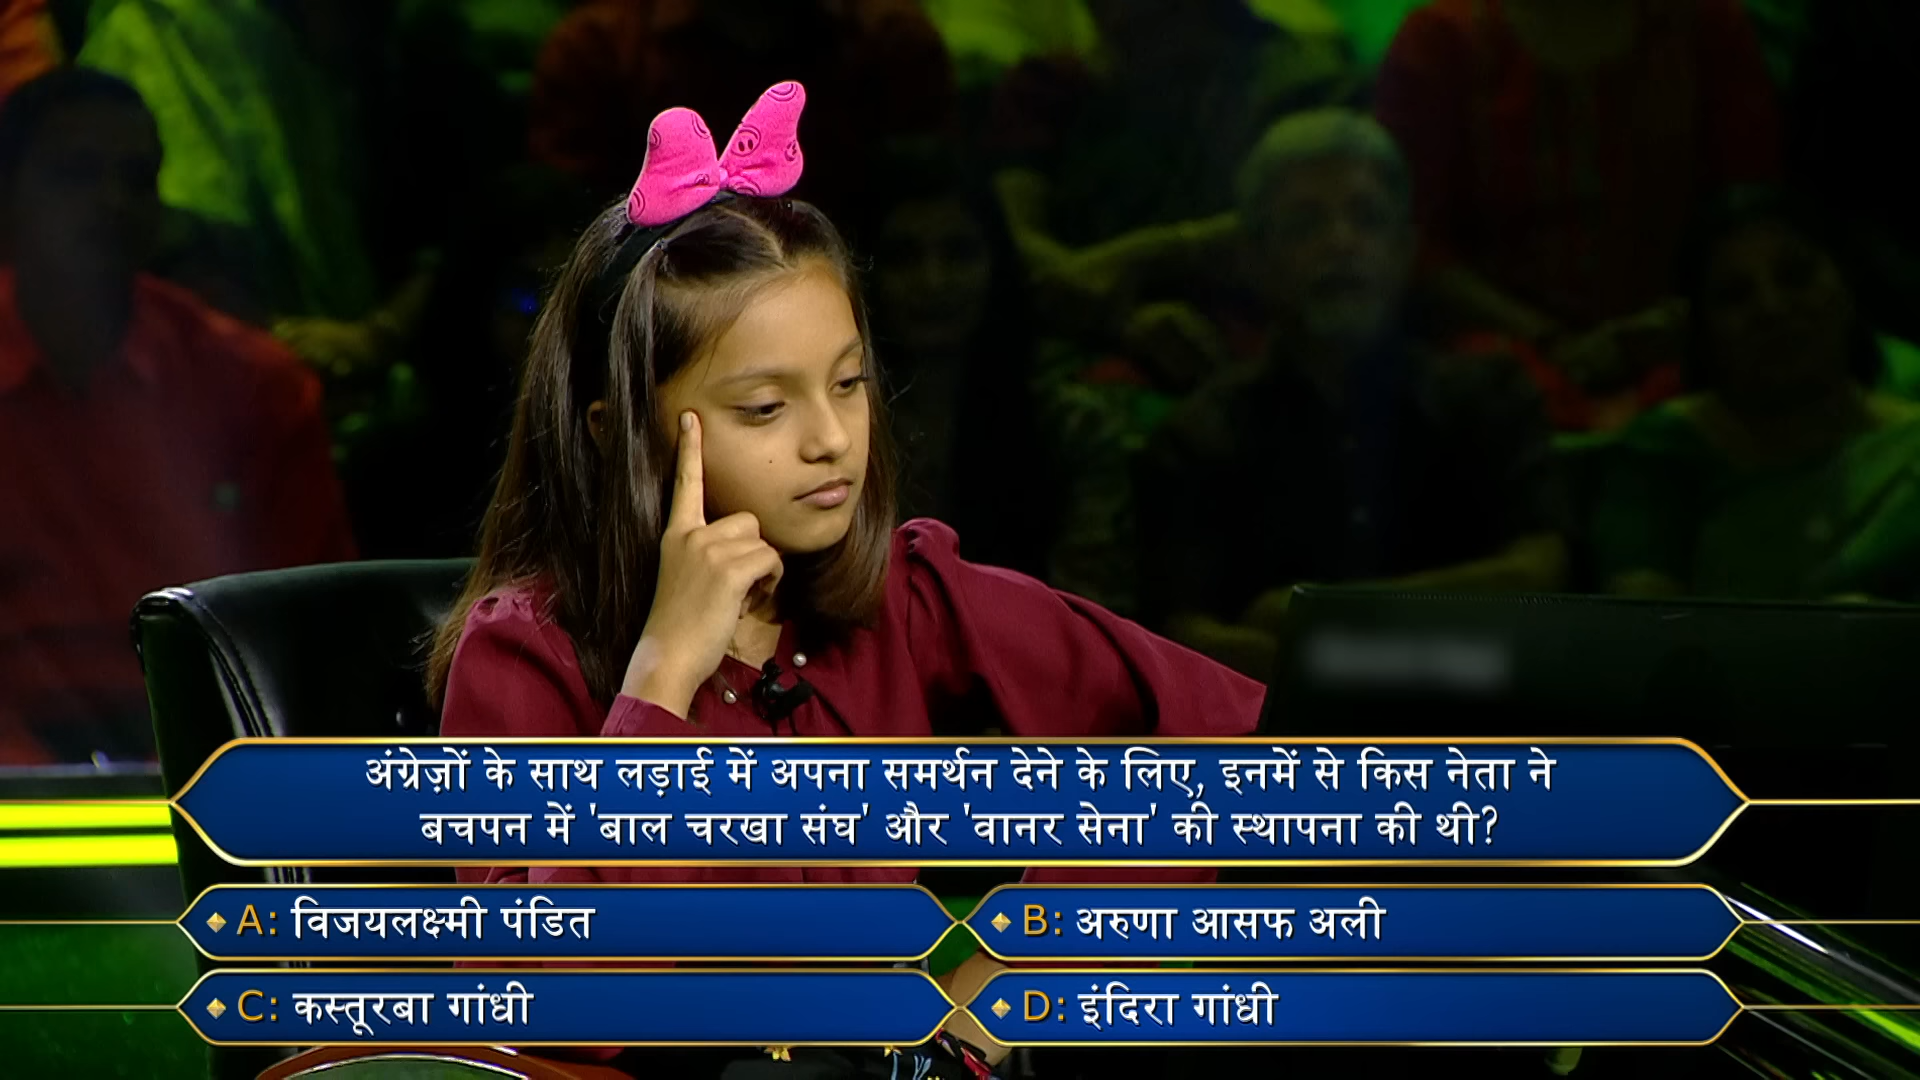 अंग्रेज़ों के साथ लड़ाई में अपना समर्थन देने के लिए, इनमें से किस नेता ने
बचपन में 'बाल चरखा संघ' और 'वानर सेना' की स्थापना की थी?
A: विजयलक्ष्मी पंडित
B: अरुणा आसफ अली
C: कस्तूरबा गांधी
D: इंदिरा गांधी